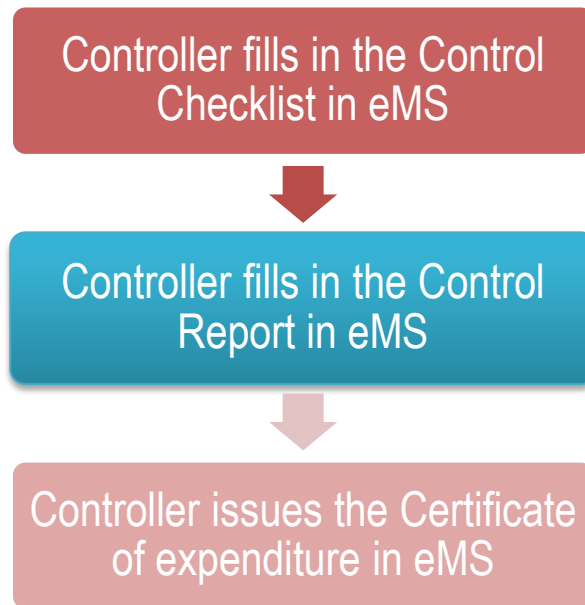 Controller fills in the Control
Checklist in eMS
Controller fills in the Control
Report in eMS
Controller issues the Certificate
of expenditure in eMS